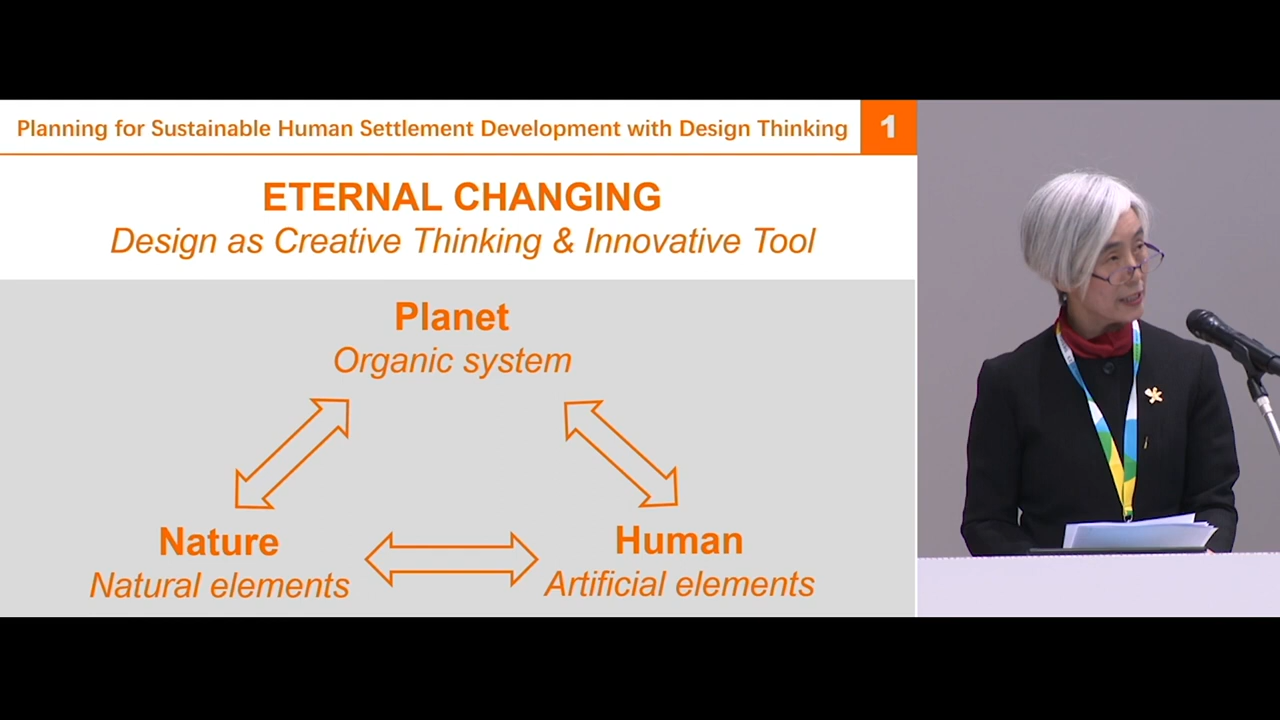 Planning for Sustainable Human Settlement Development with Design Thinking
1
ETERNAL CHANGING
Design as Creative Thinking & Innovative Tool
Planet
Organic system
Nature
Natural elements
Human
Artificial elements